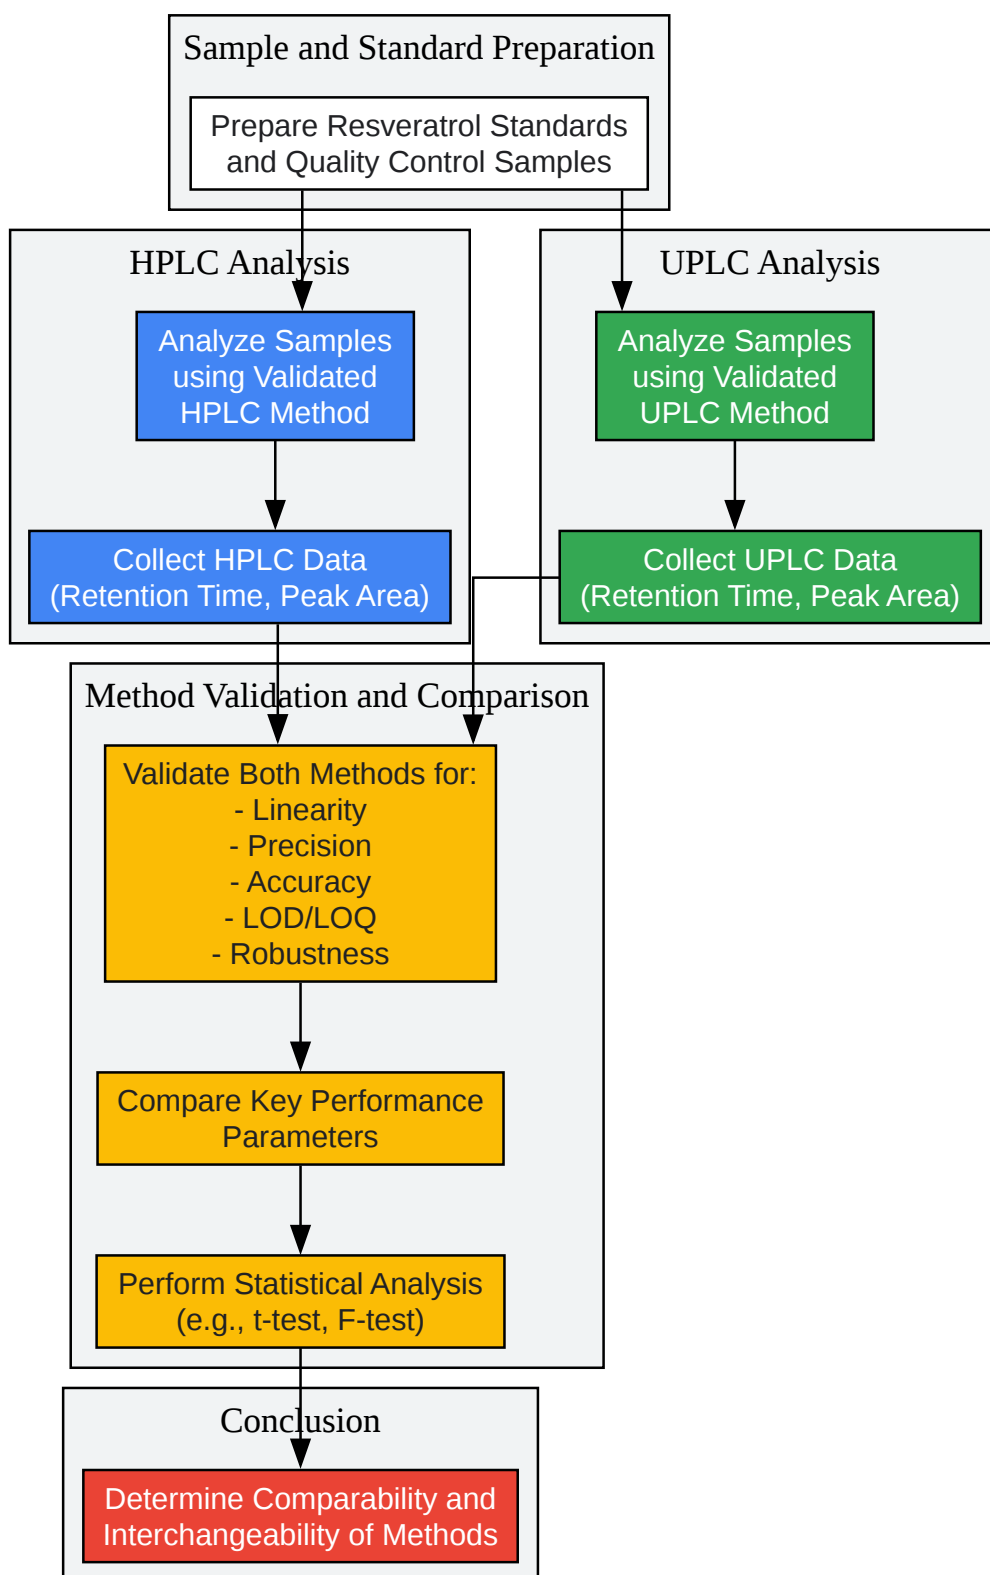 Sample and Standard Preparation
Prepare Resveratrol Standards
and Quality Control Samples
HPLC Analysis
Analyze Samples
using Validated
HPLC Method
Collect HPLC Data
(Retention Time, Peak Area)
UPLC Analysis
Analyze Samples
using Validated
UPLC Method
Collect UPLC Data
(Retention Time, Peak Area)
Method Validation and Comparison
Validate Both Methods for:
- Linearity
- Precision
- Accuracy
- LOD/LOQ
- Robustness
Compare Key Performance
Parameters
Perform Statistical Analysis
(e.g., t-test, F-test)
Conclusion
Determine Comparability and
Interchangeability of Methods